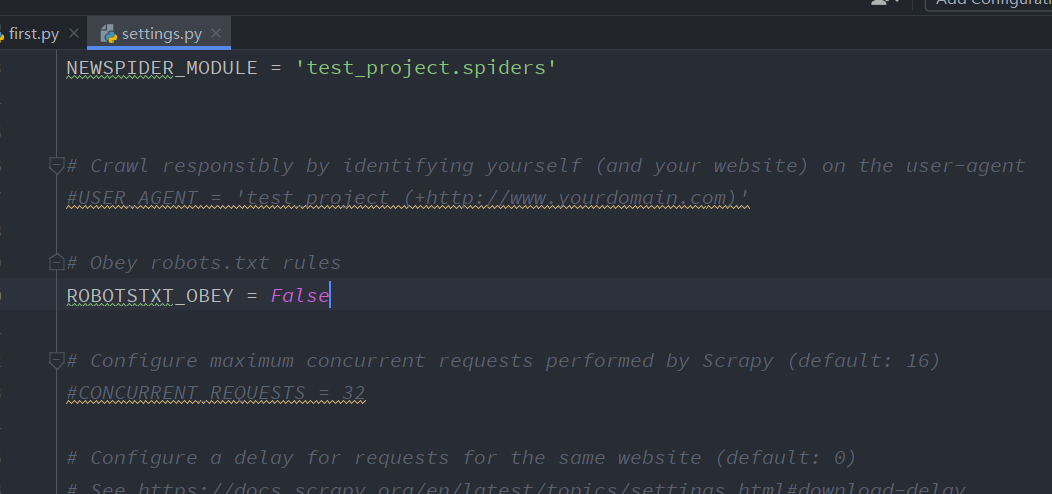 Add Configurati
first.py settings.py
NEWSPIDER_MODULE = 'test_project.spiders'
# Crawl responsibly by identifying yourself (and your website) on the user-agent
#USER_AGENT = 'test_project (+http://www.yourdomain.com)'
# Obey robots.txt rules
ROBOTSTXT_OBEY = False
# Configure maximum concurrent requests performed by Scrapy (default: 16)
#CONCURRENT_REQUESTS = 32
# Configure a delay for requests for the same website (default: 0)
# See https://docs.scrapy.org/en/latest/topics/settings.html#download-delay